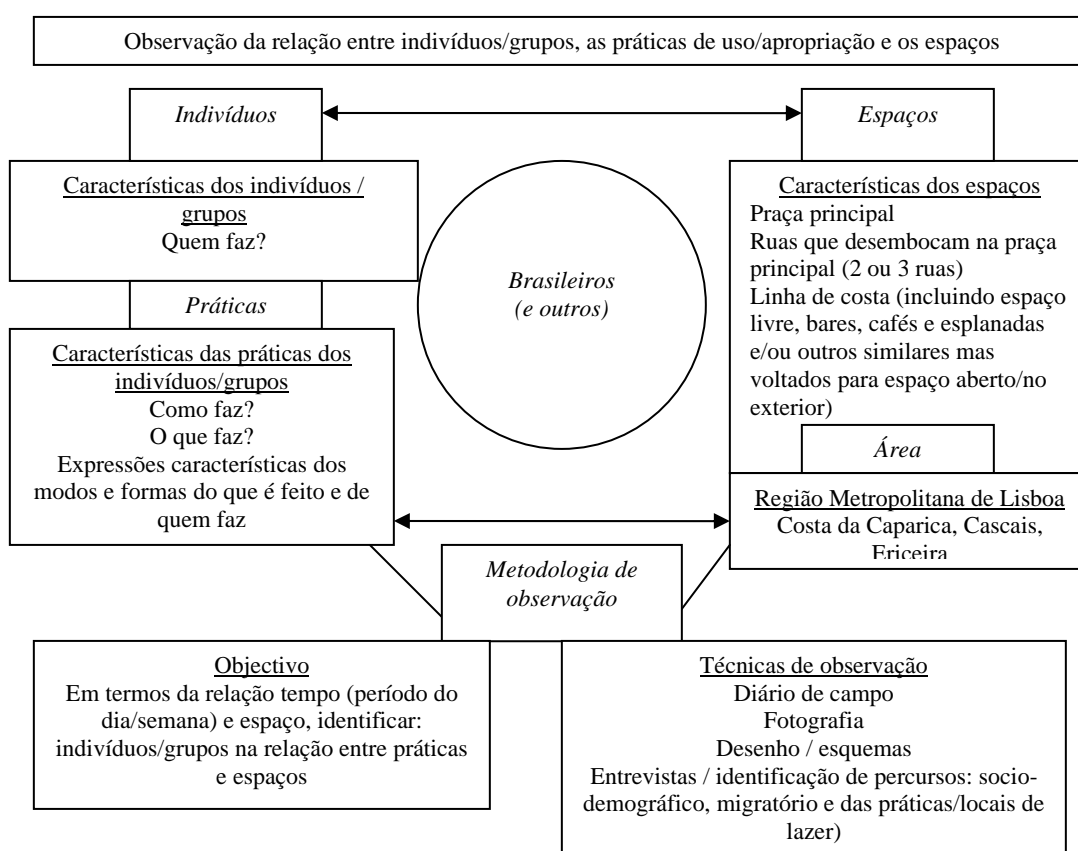 Observação da relação entre indivíduos/grupos, as práticas de uso/apropriação e os espaços
Indivíduos
Espaços
Características dos indivíduos /
grupos
Quem faz?
Características dos espaços
Praça principal
Ruas que desembocam na praça
principal (2 ou 3 ruas)
Linha de costa (incluindo espaço
livre, bares, cafés e esplanadas
e/ou outros similares mas
voltados para espaço aberto/no
exterior)
Brasileiros
(e outros)
Práticas
Características das práticas dos
indivíduos/grupos
Como faz?
O que faz?
Expressões características dos
modos e formas do que é feito e de
quem faz
Área
Região Metropolitana de Lisboa
Costa da Caparica, Cascais,
Ericeira
Metodologia de
observação
Objectivo
Em termos da relação tempo (período do
dia/semana) e espaço, identificar:
indivíduos/grupos na relação entre práticas
e espaços
Técnicas de observação
Diário de campo
Fotografia
Desenho / esquemas
Entrevistas / identificação de percursos: socio-
demográfico, migratório e das práticas/locais de
lazer)